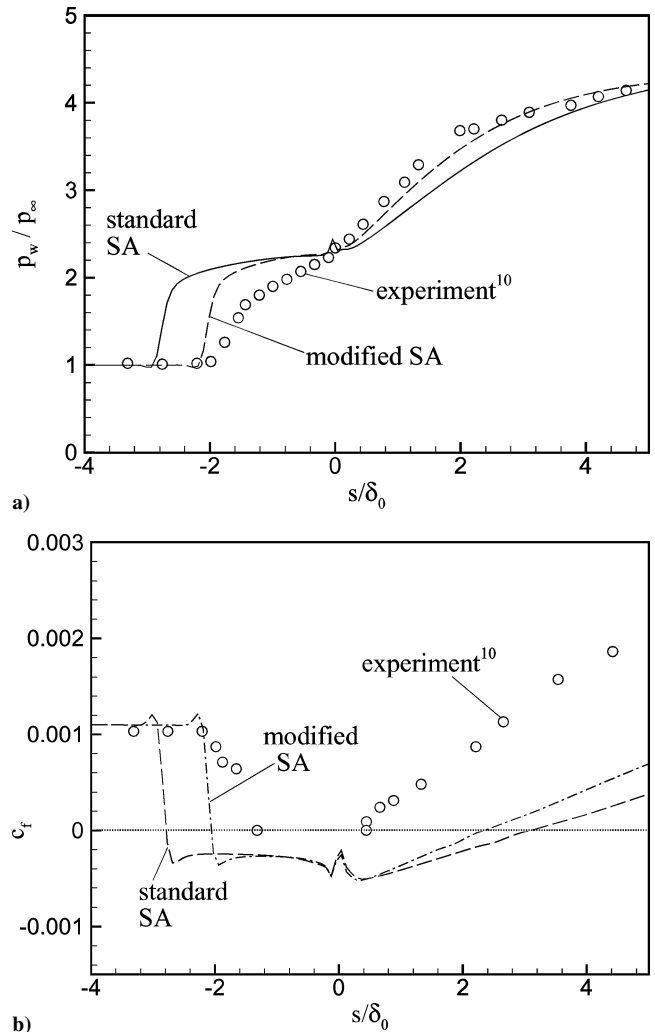 5
4
3
2
1
0
p_w / p_∞
standard
SA
experiment^10
modified SA
-4
-2
0
2
4
s/δ_0
a)
0.003
0.002
0.001
0
-0.001
c_f
experiment^10
modified
SA
standard
SA
-4
-2
0
2
4
s/δ_0
b)